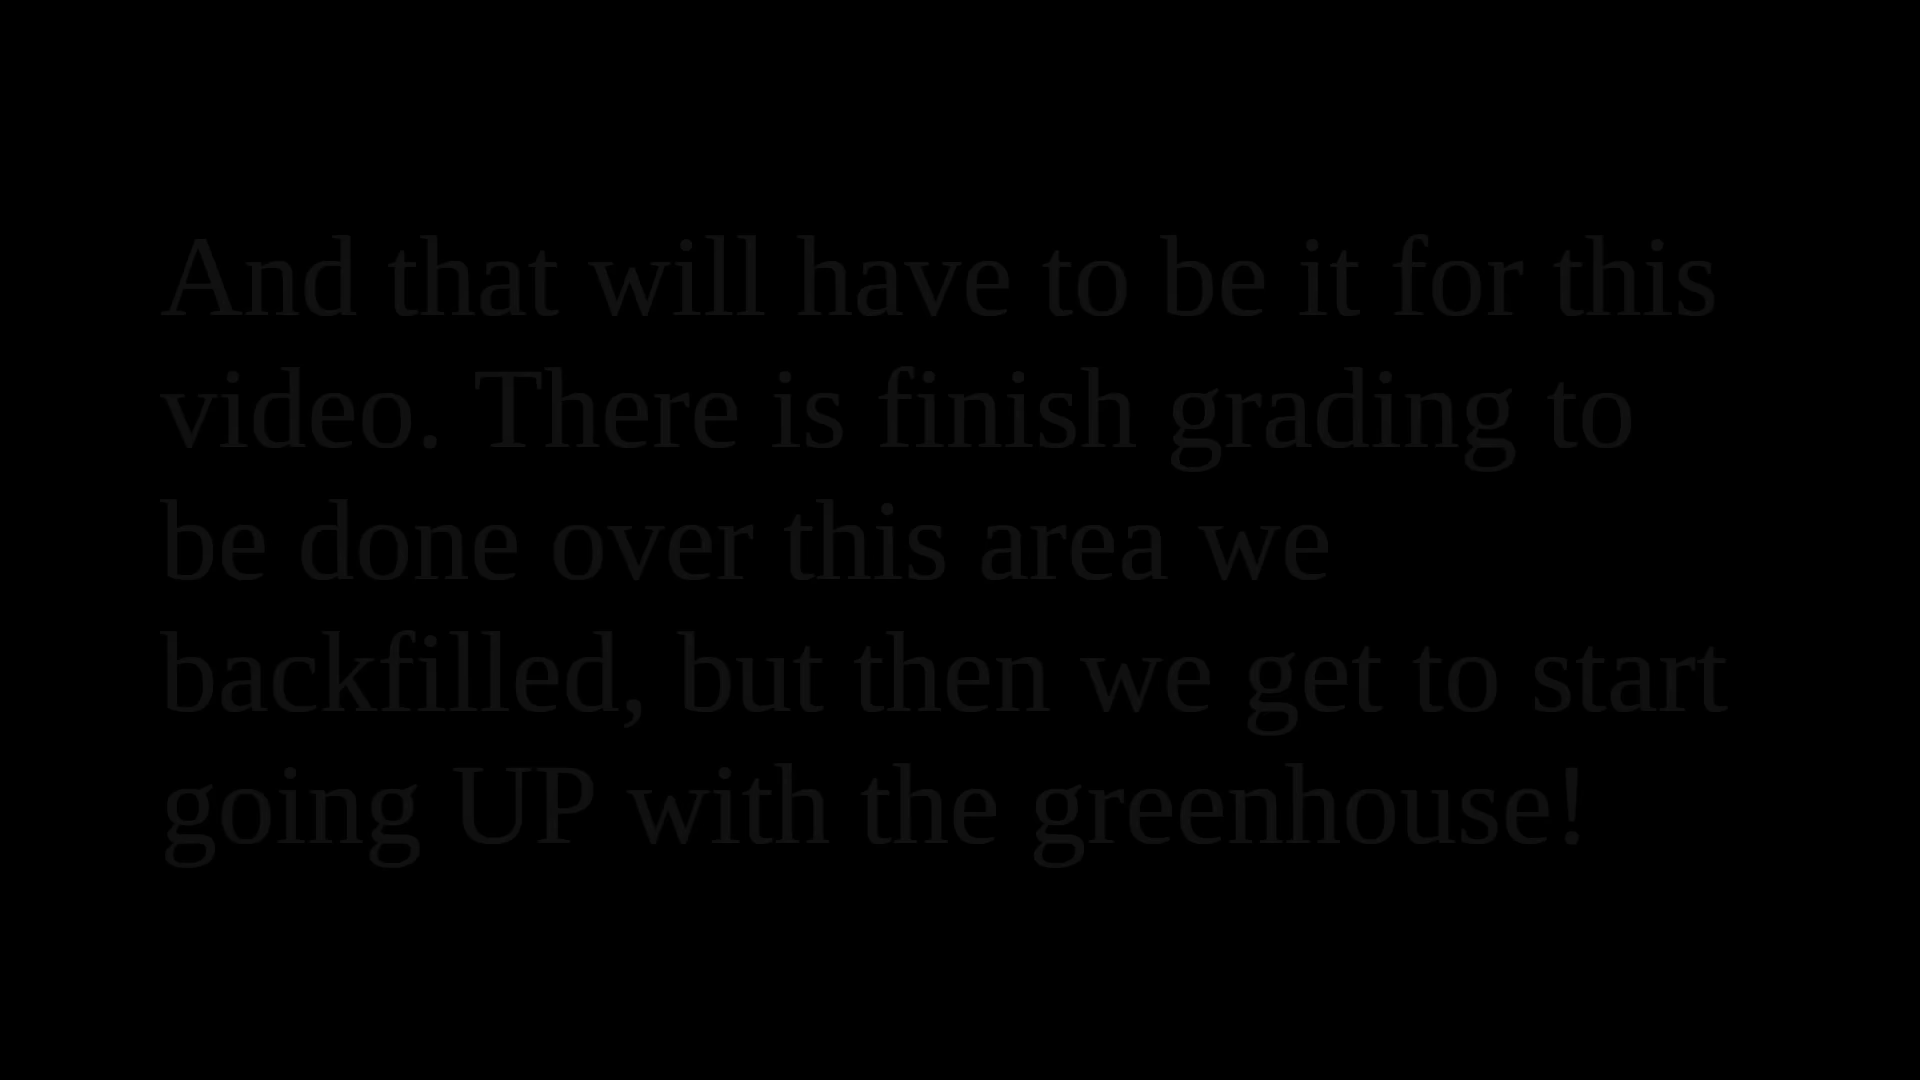 And that will have to be it for this
video. There is finish grading to
be done over this area we
backfilled, but then we get to start
going UP with the greenhouse!